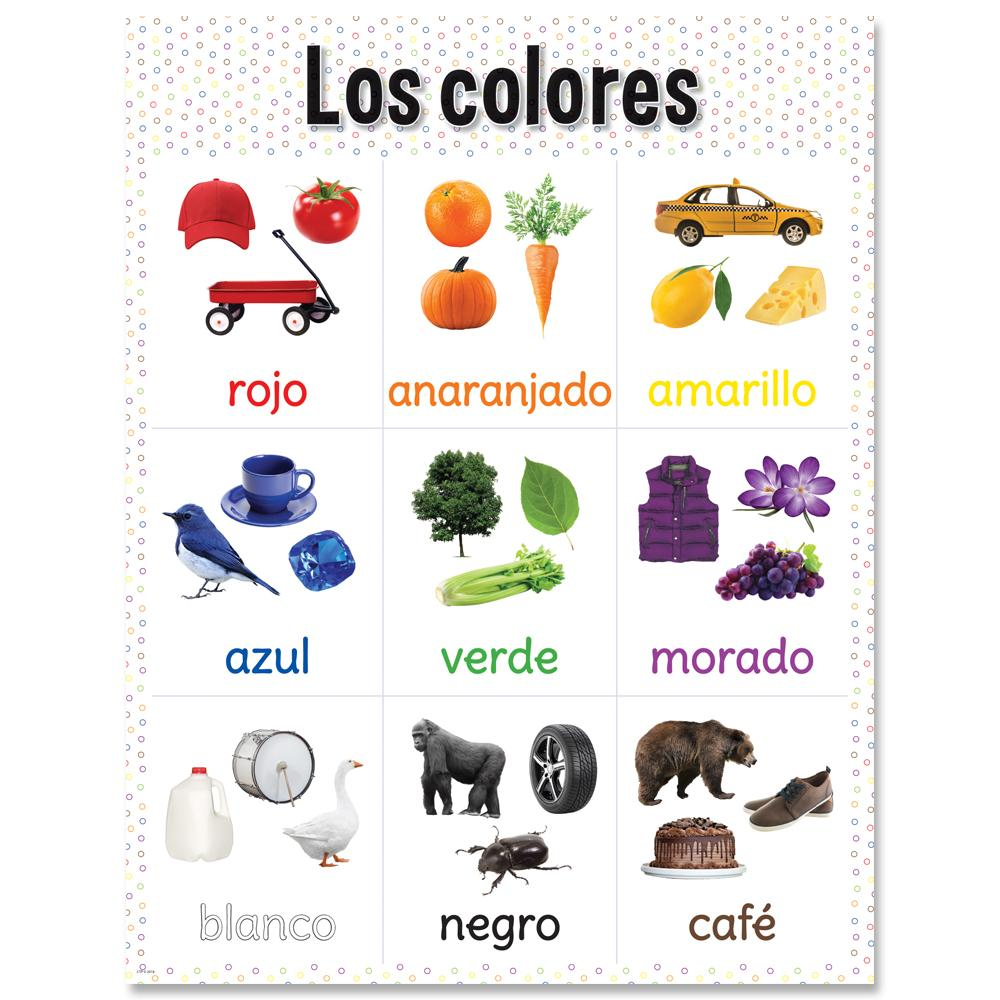 Los colores
rojo
anaranjado
amarillo
azul
verde
morado
blanco
negro
café